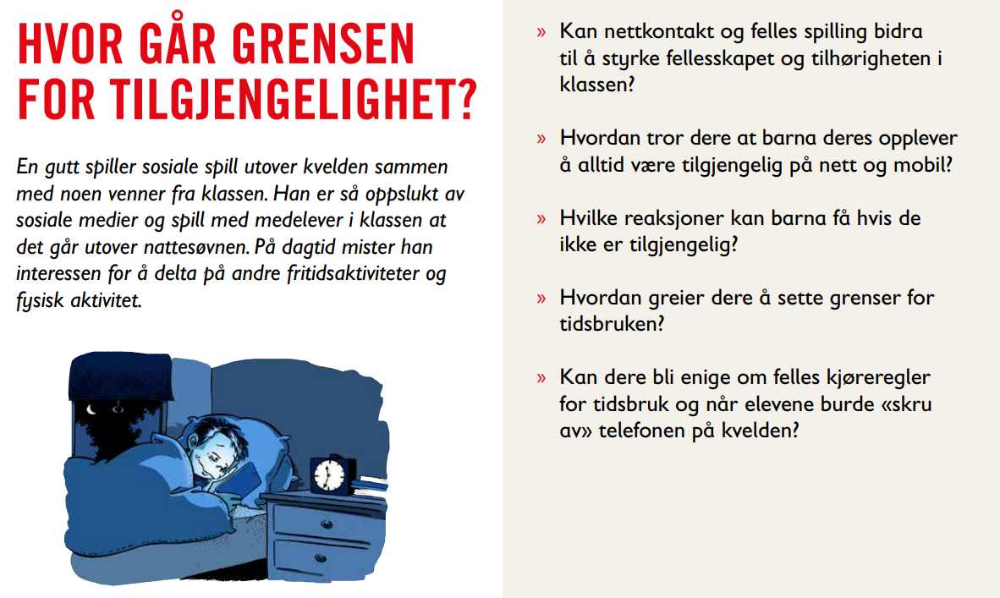 HVOR GÅR GRENSEN
FOR TILGJENGELIGHET?
En gutt spiller sosiale spill utover kvelden sammen
med noen venner fra klassen. Han er så oppslukt av
sosiale medier og spill med medelever i klassen at
det går utover nattesøvnen. På dagtid mister han
interessen for å delta på andre fritidsaktiviteter og
fysisk aktivitet.
» Kan nettkontakt og felles spilling bidra
til å styrke fellesskapet og tilhørigheten i
klassen?
» Hvordan tror dere at barna deres opplever
å alltid være tilgjengelig på nett og mobil?
» Hvilke reaksjoner kan barna få hvis de
ikke er tilgjengelig?
» Hvordan greier dere å sette grenser for
tidsbruken?
» Kan dere bli enige om felles kjøreregler
for tidsbruk og når elevene burde «skru
av» telefonen på kvelden?